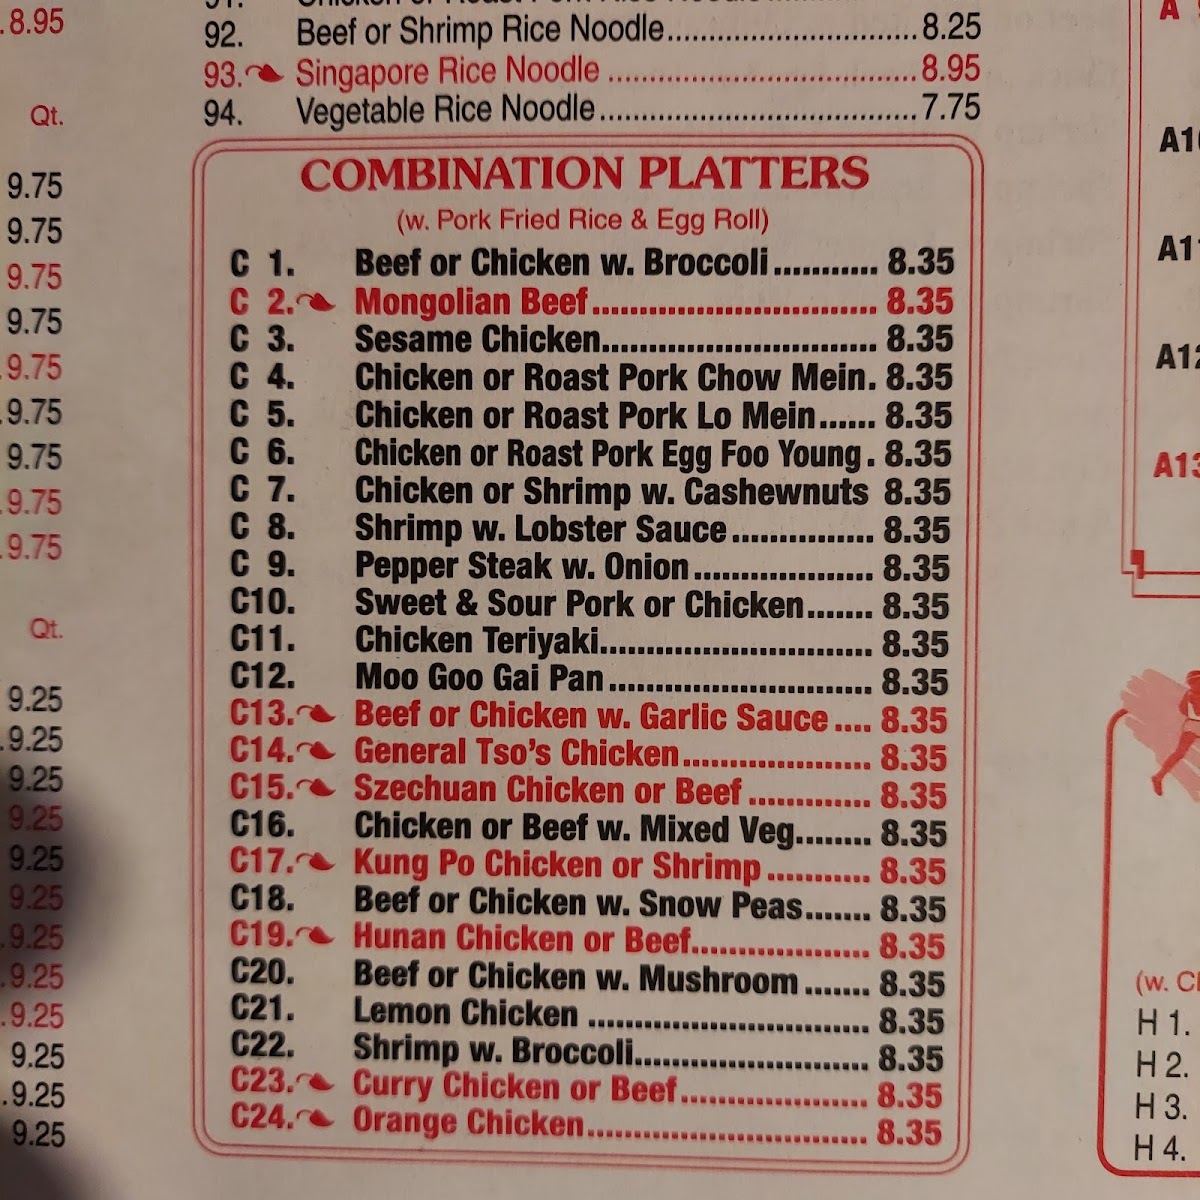 .8.95
Qt.
9.75
9.75
9.75
9.75
.9.75
.9.75
9.75
.9.75
.9.75
Qt.
9.25
.9.25
9.25
9.25
9.25
9.25
.9.25
.9.25
.9.25
9.25
.9.25
9.25
92. Beef or Shrimp Rice Noodle 8.25
93. Singapore Rice Noodle 8.95
94. Vegetable Rice Noodle 7.75
COMBINATION PLATTERS
(w. Pork Fried Rice & Egg Roll)
C 1. Beef or Chicken w. Broccoli 8.35
C 2. Mongolian Beef 8.35
C 3. Sesame Chicken 8.35
C 4. Chicken or Roast Pork Chow Mein. 8.35
C 5. Chicken or Roast Pork Lo Mein 8.35
C 6. Chicken or Roast Pork Egg Foo Young . 8.35
C 7. Chicken or Shrimp w. Cashewnuts 8.35
C 8. Shrimp w. Lobster Sauce 8.35
C 9. Pepper Steak w. Onion 8.35
C10. Sweet & Sour Pork or Chicken 8.35
C11. Chicken Teriyaki 8.35
C12. Moo Goo Gai Pan 8.35
C13. Beef or Chicken w. Garlic Sauce 8.35
C14. General Tso's Chicken 8.35
C15. Szechuan Chicken or Beef 8.35
C16. Chicken or Beef w. Mixed Veg. 8.35
C17. Kung Po Chicken or Shrimp 8.35
C18. Beef or Chicken w. Snow Peas 8.35
C19. Hunan Chicken or Beef 8.35
C20. Beef or Chicken w. Mushroom 8.35
C21. Lemon Chicken 8.35
C22. Shrimp w. Broccoli 8.35
C23. Curry Chicken or Beef 8.35
C24. Orange Chicken 8.35
A12
A13
(w. C
H 1.
H 2.
H 3.
H 4.